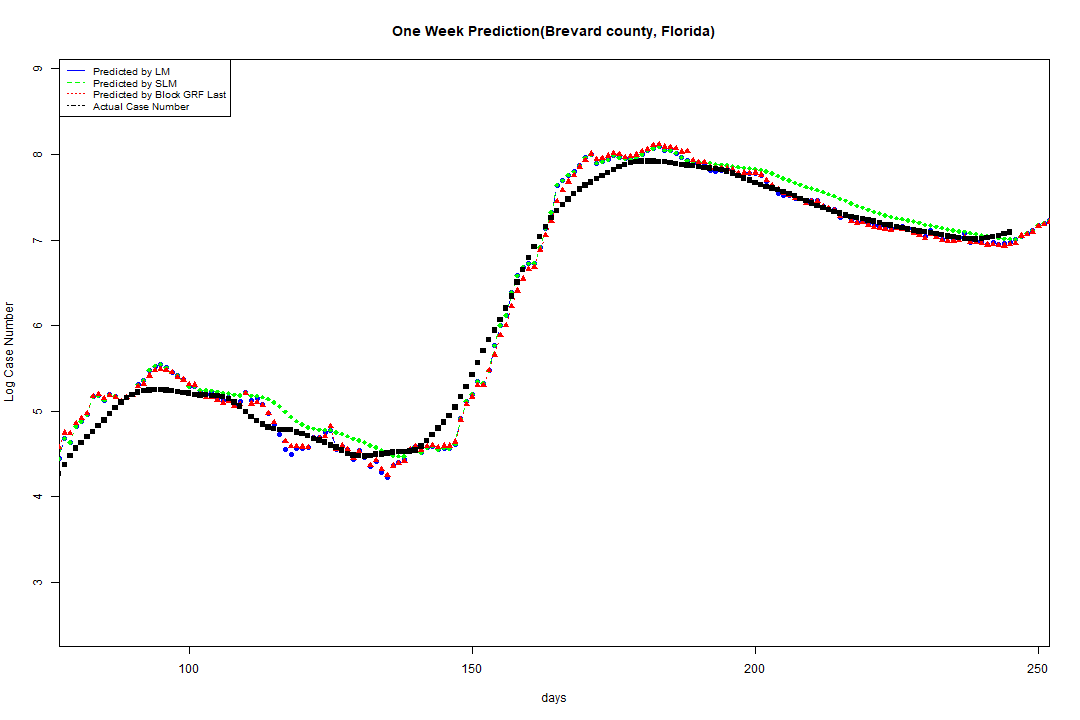 One Week Prediction(Brevard county, Florida)
Predicted by LM
Predicted by SLM
Predicted by Block GRF Last
Actual Case Number
9
8
7
6
5
4
3
Log Case Number
100
150
200
250
days